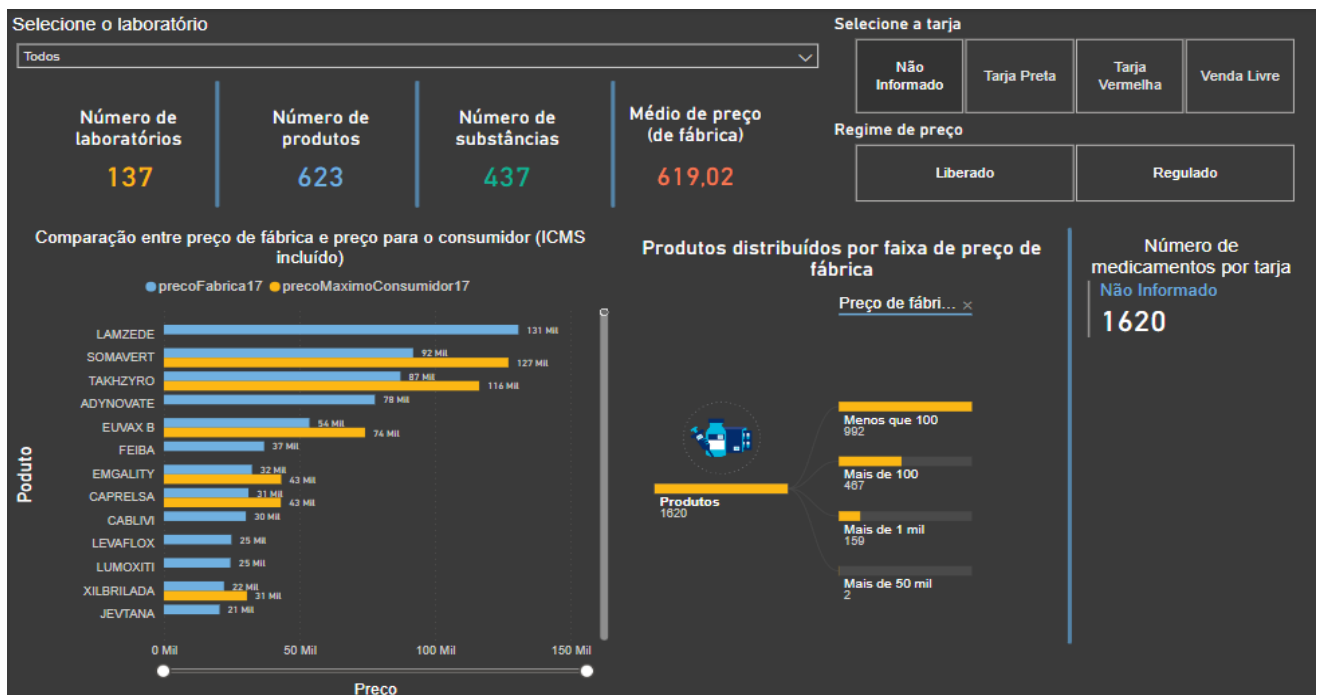 Selecione o laboratório
Todos
Selecione a tarja
Não
Informado
Tarja Preta
Tarja
Vermelha
Venda Livre
Número de
laboratórios
137
Número de
produtos
623
Número de
substâncias
437
Médio de preço
(de fábrica)
619,02
Regime de preço
Liberado
Regulado
Comparação entre preço de fábrica e preço para o consumidor (ICMS
incluído)
precoFabrica17 precoMaximoConsumidor17
Poduto
LAMZEDE 131 Mil
SOMAVERT 92 Mil
127 Mil
TAKHZYRO 87 Mil
116 Mil
ADYNOVATE 78 Mil
EUVAX B 54 Mil
74 Mil
FEIBA 37 Mil
EMGALITY 32 Mil
43 Mil
CAPRELSA 31 Mil
43 Mil
CABLIVI 30 Mil
LEVAFLOX 25 Mil
LUMOXITI 25 Mil
XILBRILADA 22 Mil
31 Mil
JEVTANA 21 Mil
0 Mil 50 Mil 100 Mil 150 Mil
Preço
Produtos distribuídos por faixa de preço de
fábrica
Preço de fábri... ×
Produtos
1620
Menos que 100
992
Mais de 100
467
Mais de 1 mil
159
Mais de 50 mil
2
Número de
medicamentos por tarja
Não Informado
1620